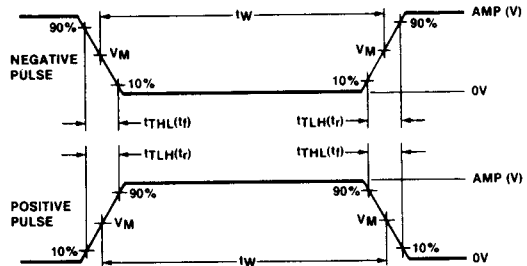 tW
AMP (V)
90%
90%
NEGATIVE
PULSE
VM
VM
10%
10%
0V
tTHL(tf)
tTLH(tr)
tTLH(tr)
tTHL(tf)
AMP (V)
90%
90%
POSITIVE
PULSE
VM
VM
10%
10%
tW
0V